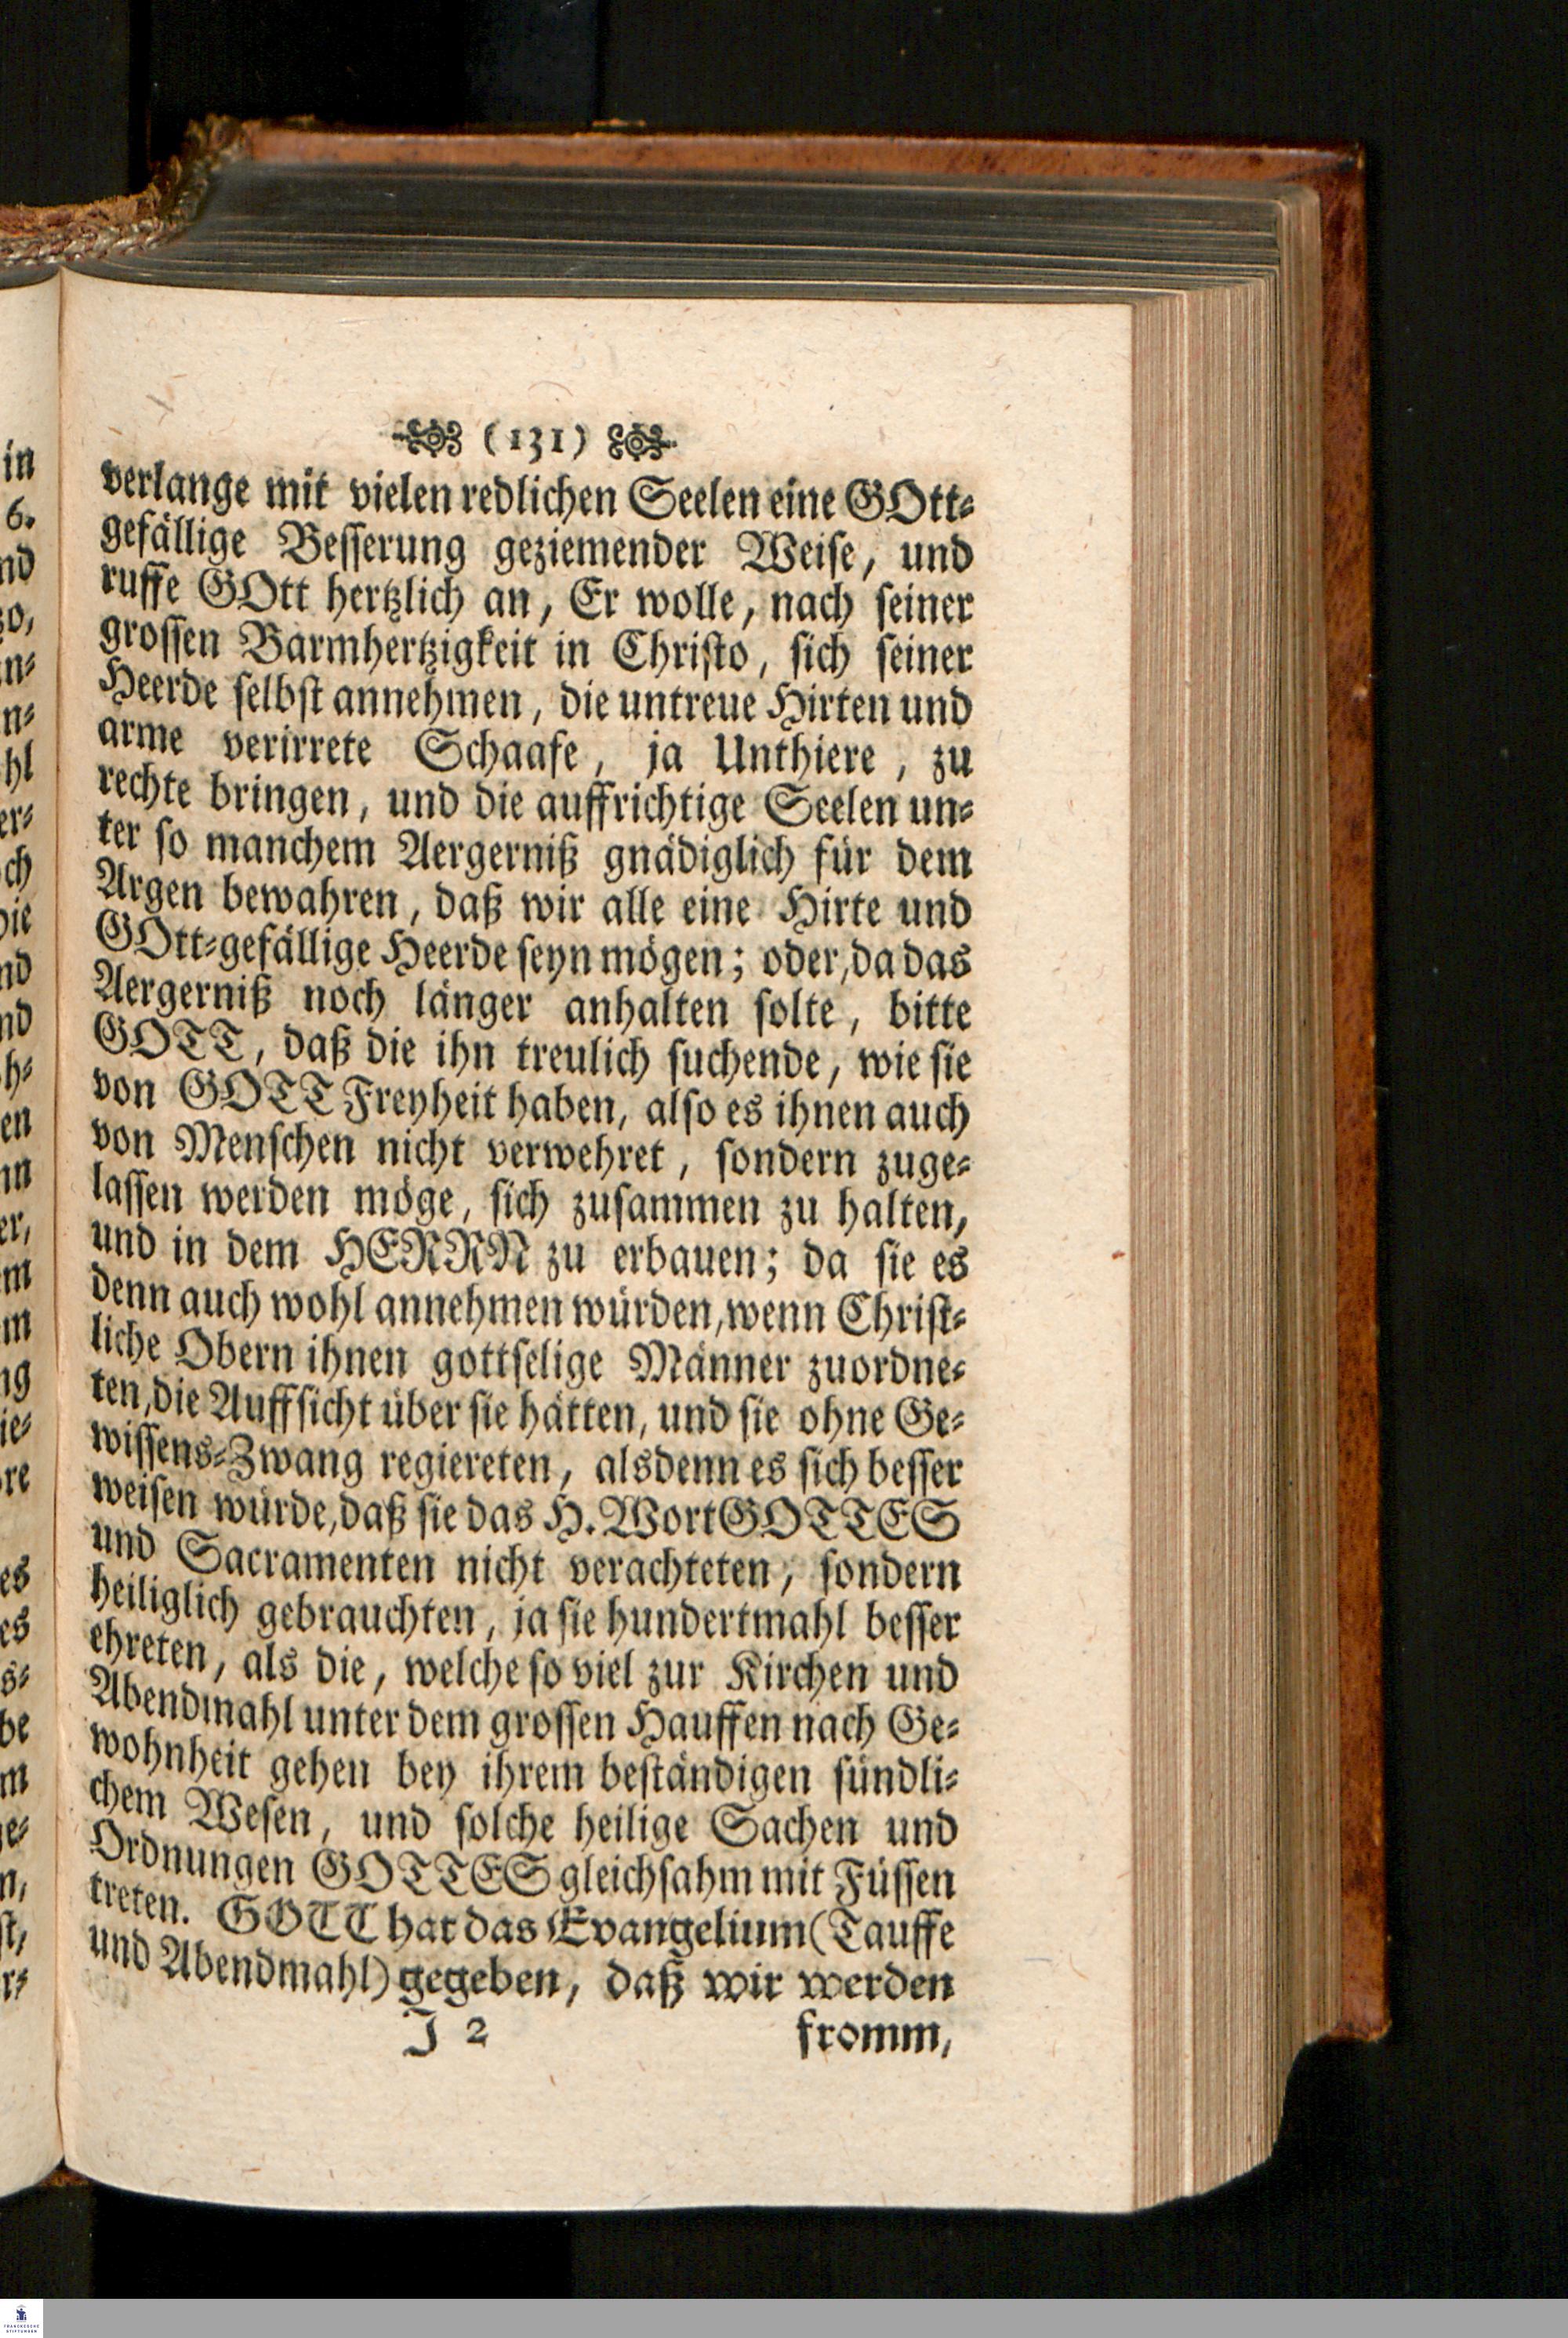 (131)
verlange mit vielen redlichen Seelen eine GOtt-
gefällige Besserung geziemender Weise, und
ruffe GOtt hertzlich an, Er wolle, nach seiner
grossen Barmhertzigkeit in Christo, sich seiner
Heerde selbst annehmen, die untreue Hirten und
arme verirrete Schaafe, ja Unthiere, zu
rechte bringen, und die auffrichtige Seelen un-
ter so manchem Aergerniß gnädiglich für dem
Argen bewahren, daß wir alle eine Hirte und
GOtt-gefällige Heerde seyn mögen; oder, da das
Aergerniß noch länger anhalten solte, bitte
GOTT, daß die ihn treulich suchende, wie sie
von GOTT Freyheit haben, also es ihnen auch
von Menschen nicht verwehret, sondern zuge-
lassen werden möge, sich zusammen zu halten,
und in dem HERRN zu erbauen; da sie es
denn auch wohl annehmen würden, wenn Christ-
liche Obern ihnen gottselige Männer zuordne-
ten, die Auffsicht über sie hätten, und sie ohne Ge-
wissens-Zwang regiereten, alsdenn es sich besser
weisen würde, daß sie das H. Wort GOTTES
und Sacramenten nicht verachteten, sondern
heiliglich gebrauchten, ja sie hundertmahl besser
ehreten, als die, welche so viel zur Kirchen und
Abendmahl unter dem grossen Hauffen nach Ge-
wohnheit gehen bey ihrem beständigen sündli-
chem Wesen, und solche heilige Sachen und
Ordnungen GOTTES gleichsahm mit Füssen
treten. GOTT hat das Evangelium (Tauffe
und Abendmahl) gegeben, daß wir werden
J 2 fromm,
FRANCKESCHE
STIFTUNGEN